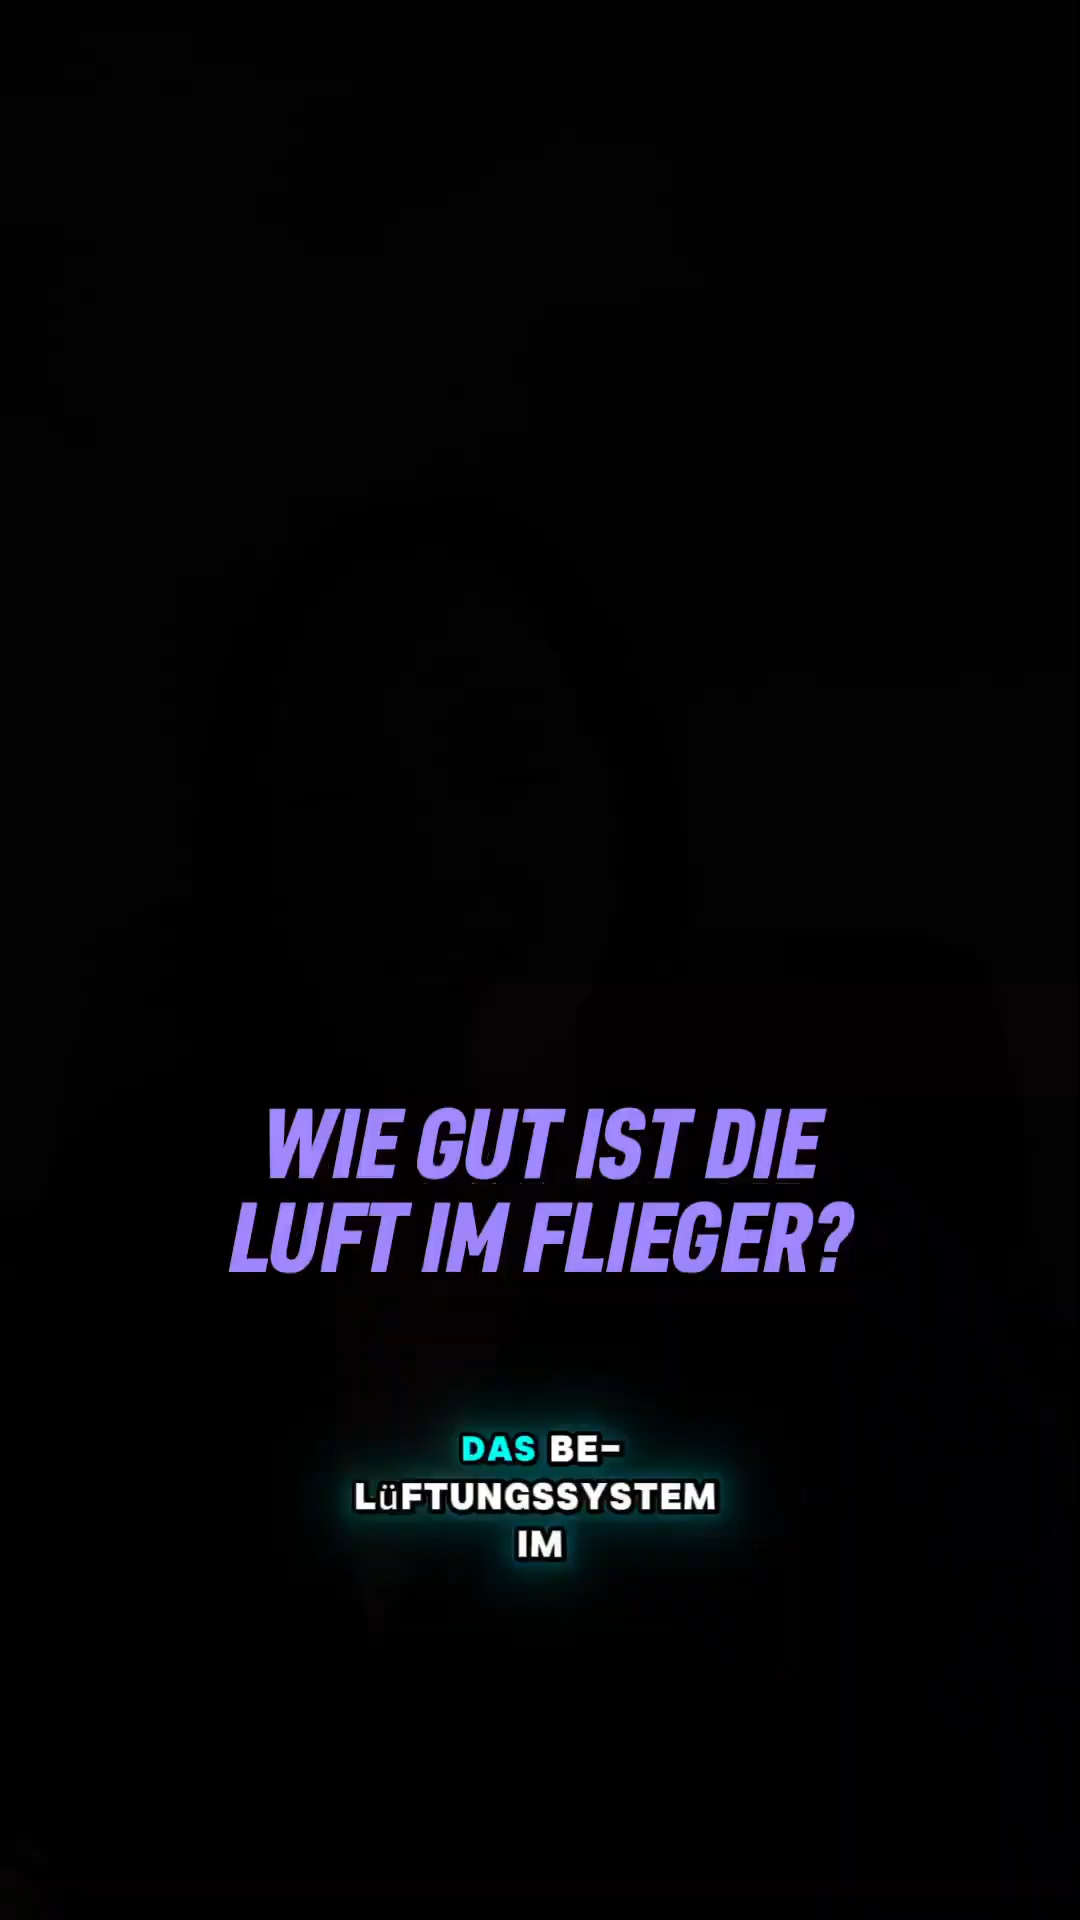 WIE GUT IST DIE
LUFT IM FLIEGER?
DAS BE-
LüFTUNGSSYSTEM
IM